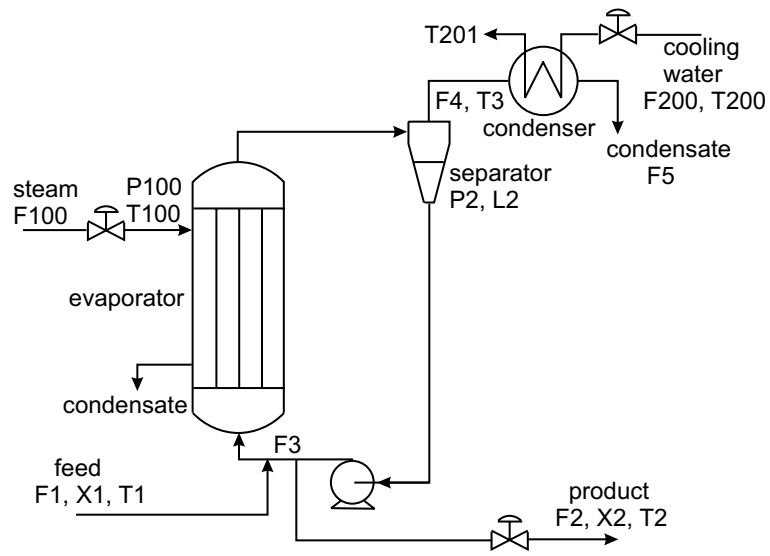 T201
cooling
water
F200, T200
F4, T3
condenser
condensate
F5
separator
P2, L2
steam
F100
P100
T100
evaporator
condensate
F3
feed
F1, X1, T1
product
F2, X2, T2